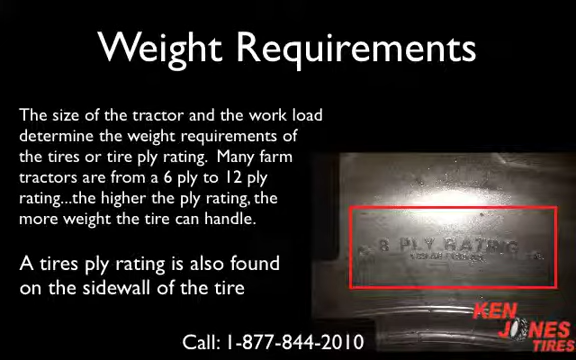 Weight Requirements
The size of the tractor and the work load
determine the weight requirements of
the tires or tire ply rating. Many farm
tractors are from a 6 ply to 12 ply
rating...the higher the ply rating, the
more weight the tire can handle.
A tires ply rating is also found
on the sidewall of the tire
8 PLY RATING
KEN
JONES
TIRES
Call: 1-877-844-2010